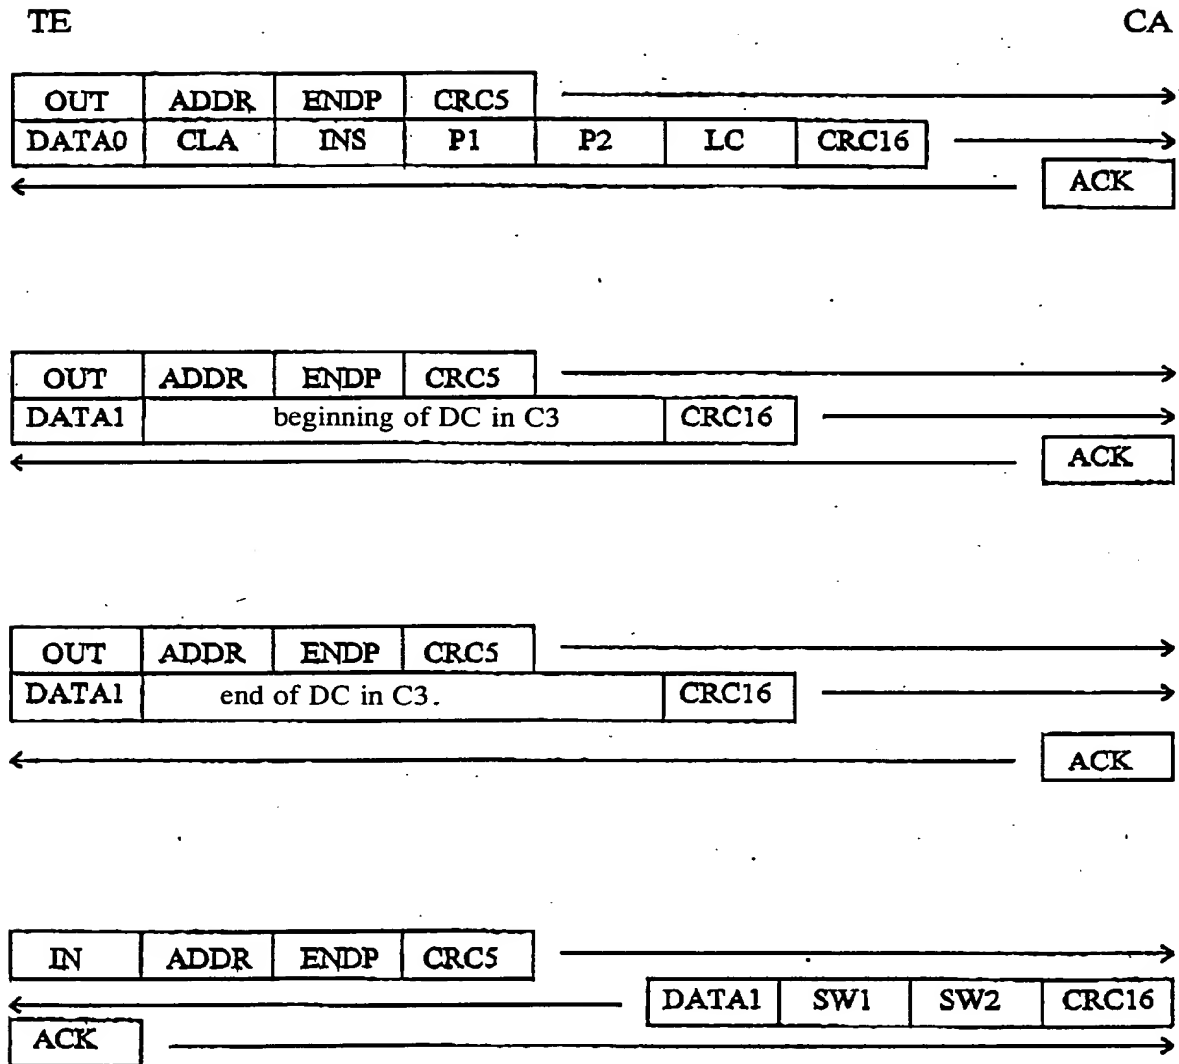 TE CA
OUT ADDR ENDP CRC5
DATA0 CLA INS P1 P2 LC CRC16
ACK
OUT ADDR ENDP CRC5
DATA1 beginning of DC in C3 CRC16
ACK
OUT ADDR ENDP CRC5
DATA1 end of DC in C3. CRC16
ACK
IN ADDR ENDP CRC5
DATA1 SW1 SW2 CRC16
ACK